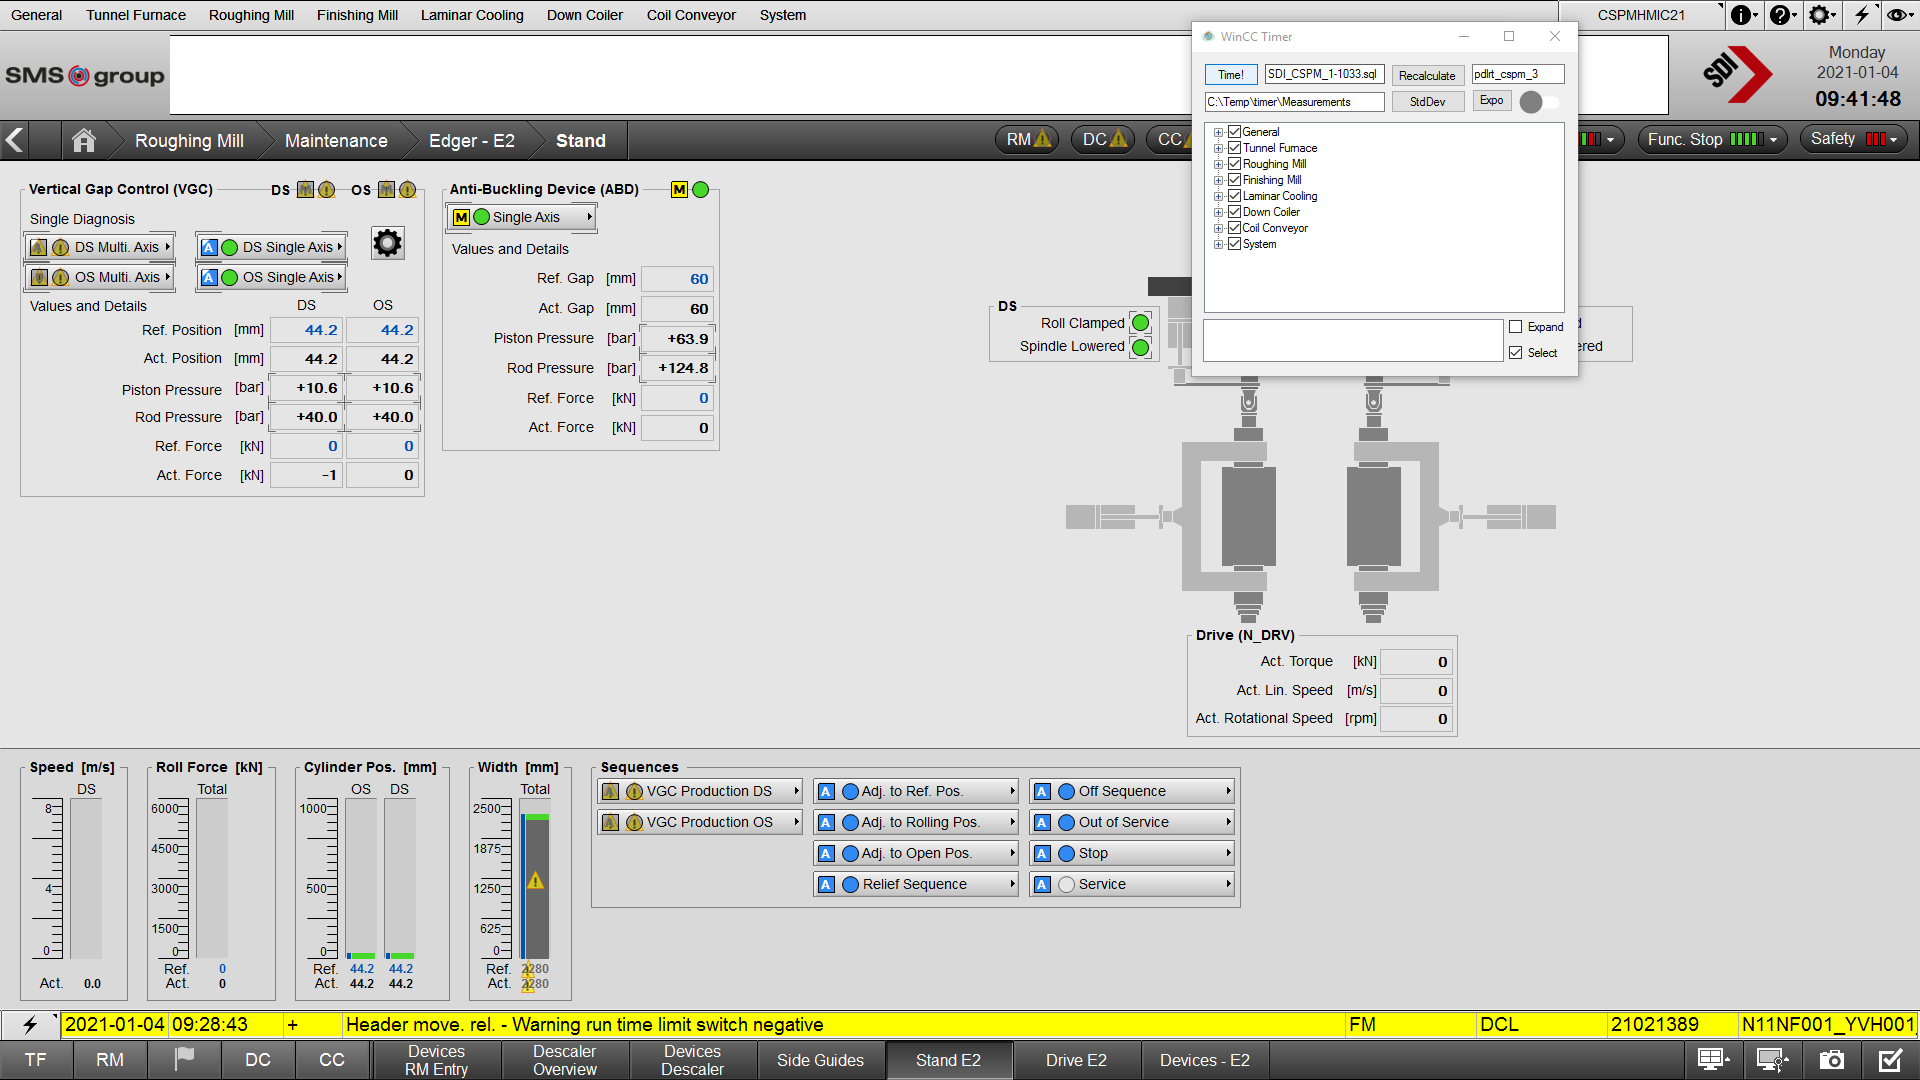 General Tunnel Furnace Roughing Mill Finishing Mill Laminar Cooling Down Coiler Coil Conveyor System CSPMHMIC21
SMS group
WinCC Timer
Time! SDI_CSPM_1-1033.sql Recalculate pdlrt_cspm_3
C:\Temp\timer\Measurements StdDev Expo
General
Tunnel Furnace
Roughing Mill
Finishing Mill
Laminar Cooling
Down Coiler
Coil Conveyor
System
Expand
Select
SDI
Monday
2021-01-04
09:41:48
Roughing Mill Maintenance Edger - E2 Stand RM DC CC Func. Stop Safety
Vertical Gap Control (VGC) DS OS
Single Diagnosis
DS Multi. Axis A DS Single Axis
OS Multi. Axis A OS Single Axis
Values and Details DS OS
Ref. Position [mm] 44.2 44.2
Act. Position [mm] 44.2 44.2
Piston Pressure [bar] +10.6 +10.6
Rod Pressure [bar] +40.0 +40.0
Ref. Force [kN] 0 0
Act. Force [kN] -1 0
Anti-Buckling Device (ABD) M
M Single Axis
Values and Details
Ref. Gap [mm] 60
Act. Gap [mm] 60
Piston Pressure [bar] +63.9
Rod Pressure [bar] +124.8
Ref. Force [kN] 0
Act. Force [kN] 0
DS
Roll Clamped
Spindle Lowered
ered
Drive (N_DRV)
Act. Torque [kN] 0
Act. Lin. Speed [m/s] 0
Act. Rotational Speed [rpm] 0
Speed [m/s]
DS
8
4
0
Act. 0.0
Roll Force [kN]
Total
6000
4500
3000
1500
0
Ref. 0
Act. 0
Cylinder Pos. [mm]
OS DS
1000
500
0
Ref. 44.2 44.2
Act. 44.2 44.2
Width [mm]
Total
2500
1875
1250
625
0
Ref. 2280
Act. 2280
Sequences
VGC Production DS A Adj. to Ref. Pos. A Off Sequence
VGC Production OS A Adj. to Rolling Pos. A Out of Service
A Adj. to Open Pos. A Stop
A Relief Sequence A Service
2021-01-04 09:28:43 + Header move. rel. - Warning run time limit switch negative FM DCL 21021389 N11NF001_YVH001
TF RM DC CC Devices RM Entry Descaler Overview Devices Descaler Side Guides Stand E2 Drive E2 Devices - E2